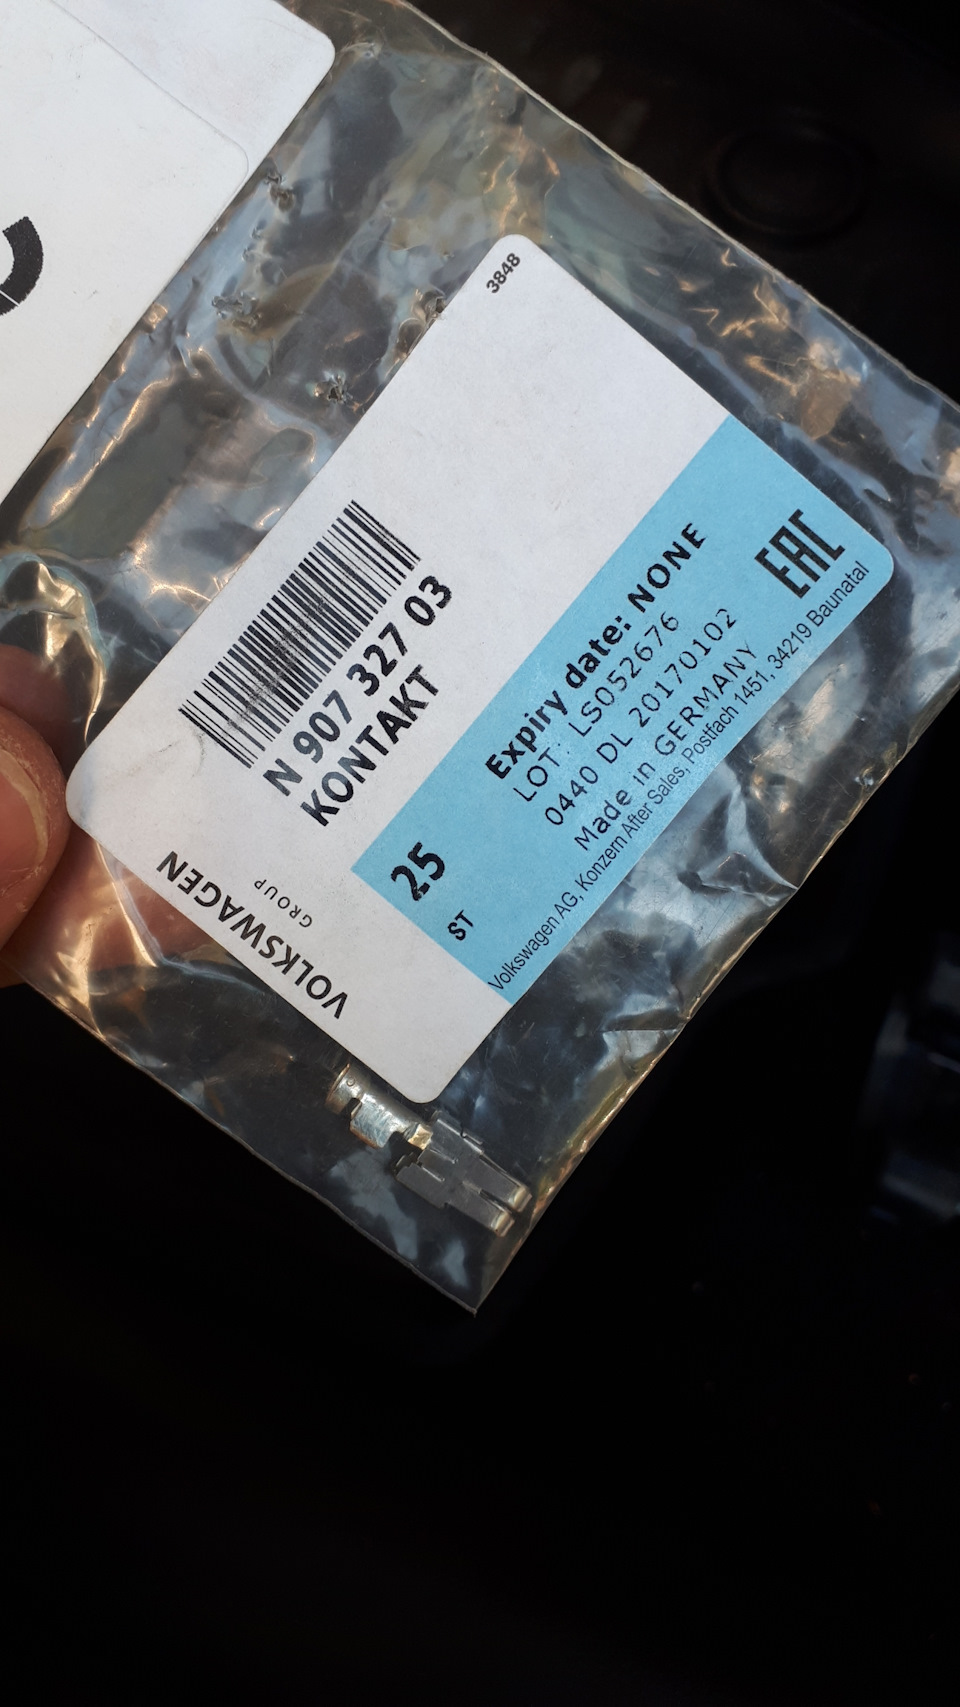 3848
N 907 327 03
KONTAKT
VOLKSWAGEN
GROUP
25
ST
Expiry date: NONE
LOT: LS052676
0440 DL 20170102
Made in GERMANY
Volkswagen AG, Konzern After Sales, Postfach 1451, 34219 Baunatal
EAC